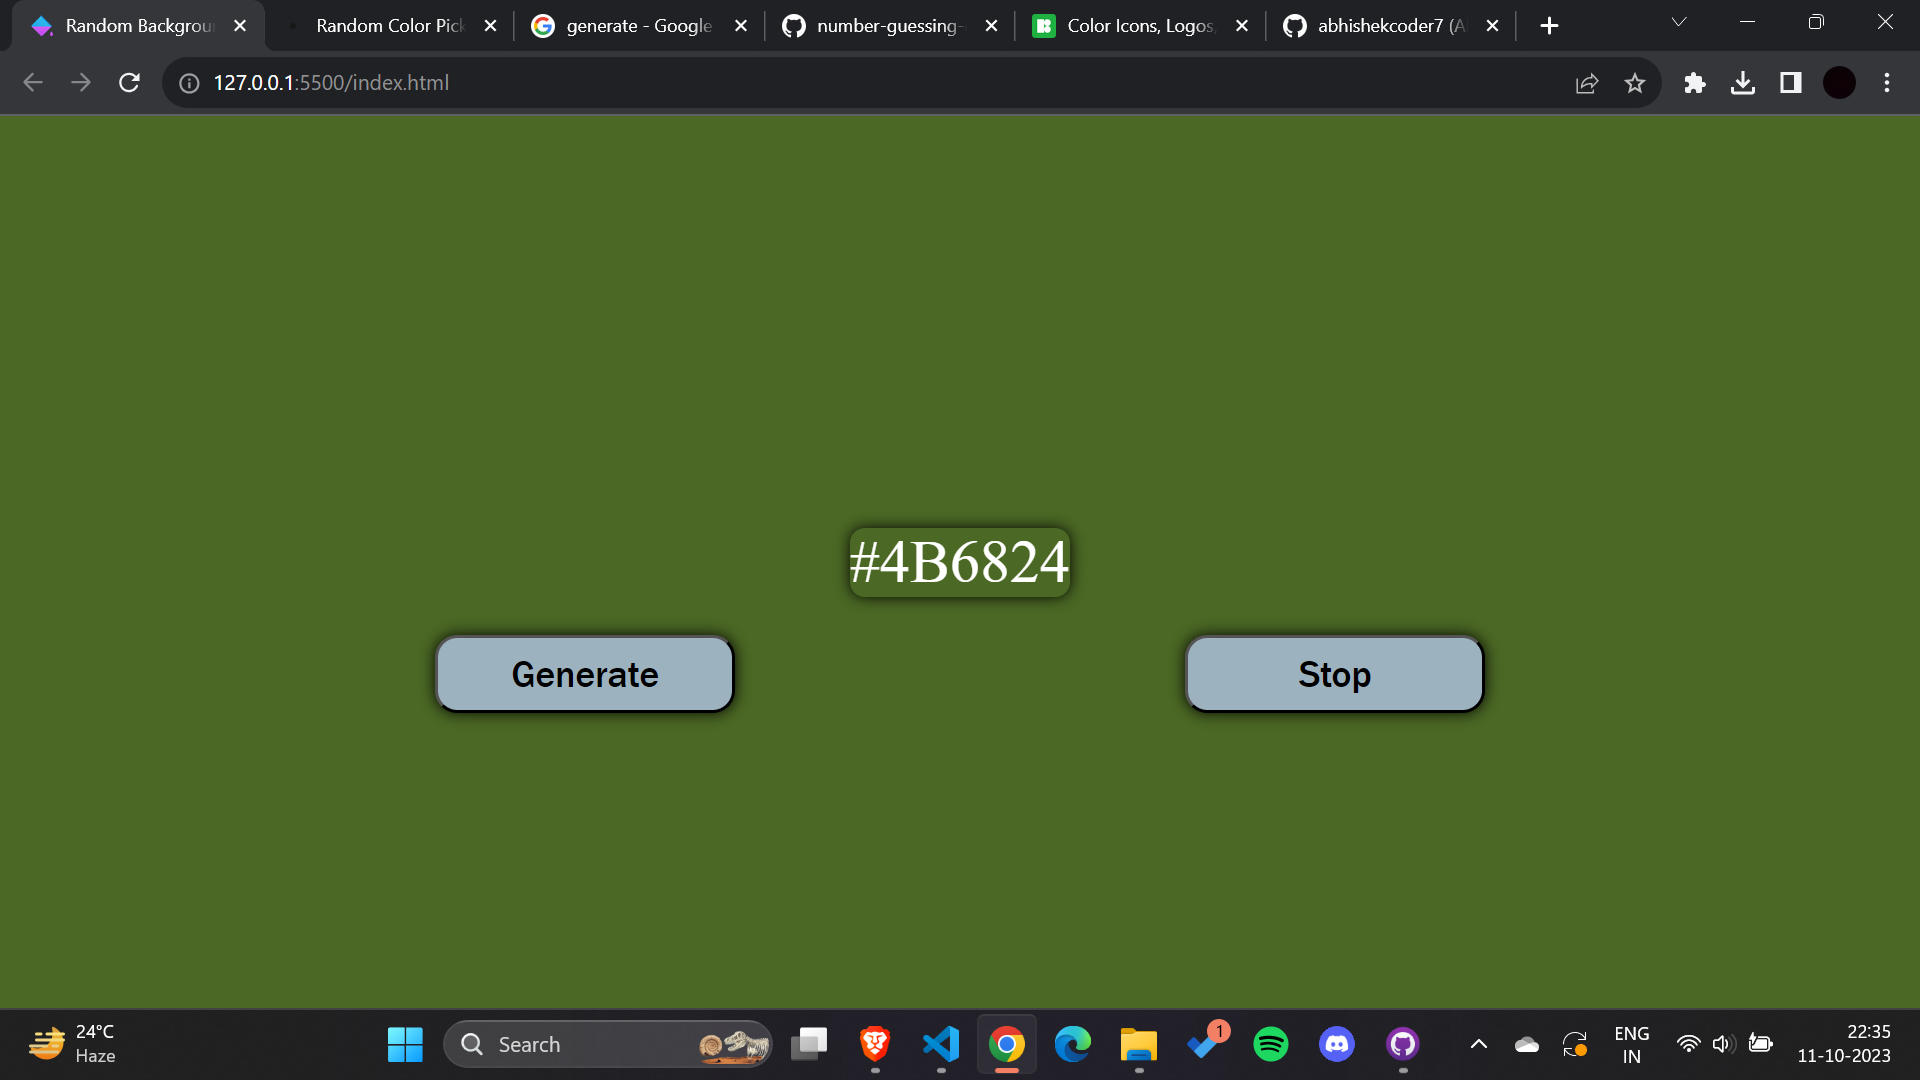 Random Backgrou
Random Color Pick
generate - Google
number-guessing-
Color Icons, Logos,
abhishekcoder7 (A
127.0.0.1:5500/index.html
#4B6824
Generate
Stop
24°C
Haze
Search
1
ENG
IN
22:35
11-10-2023